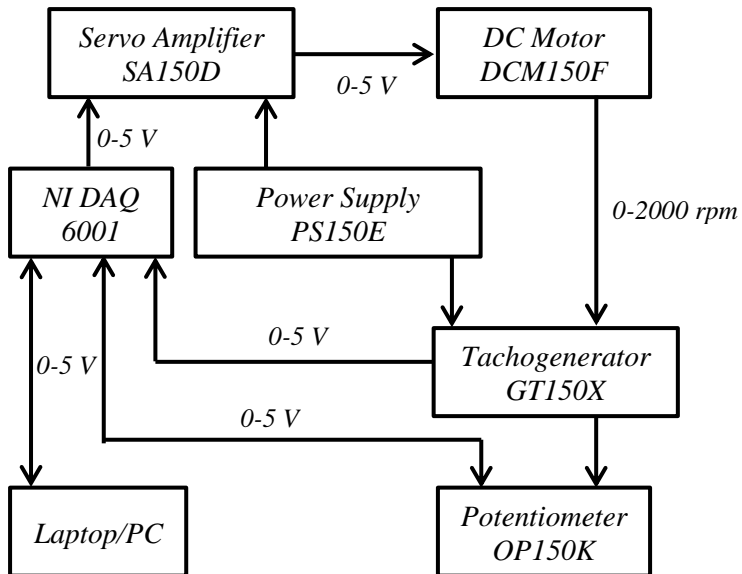 Servo Amplifier
SA150D
DC Motor
DCM150F
0-5 V
0-5 V
NI DAQ
6001
Power Supply
PS150E
0-2000 rpm
0-5 V
Tachogenerator
GT150X
0-5 V
0-5 V
Laptop/PC
Potentiometer
OP150K